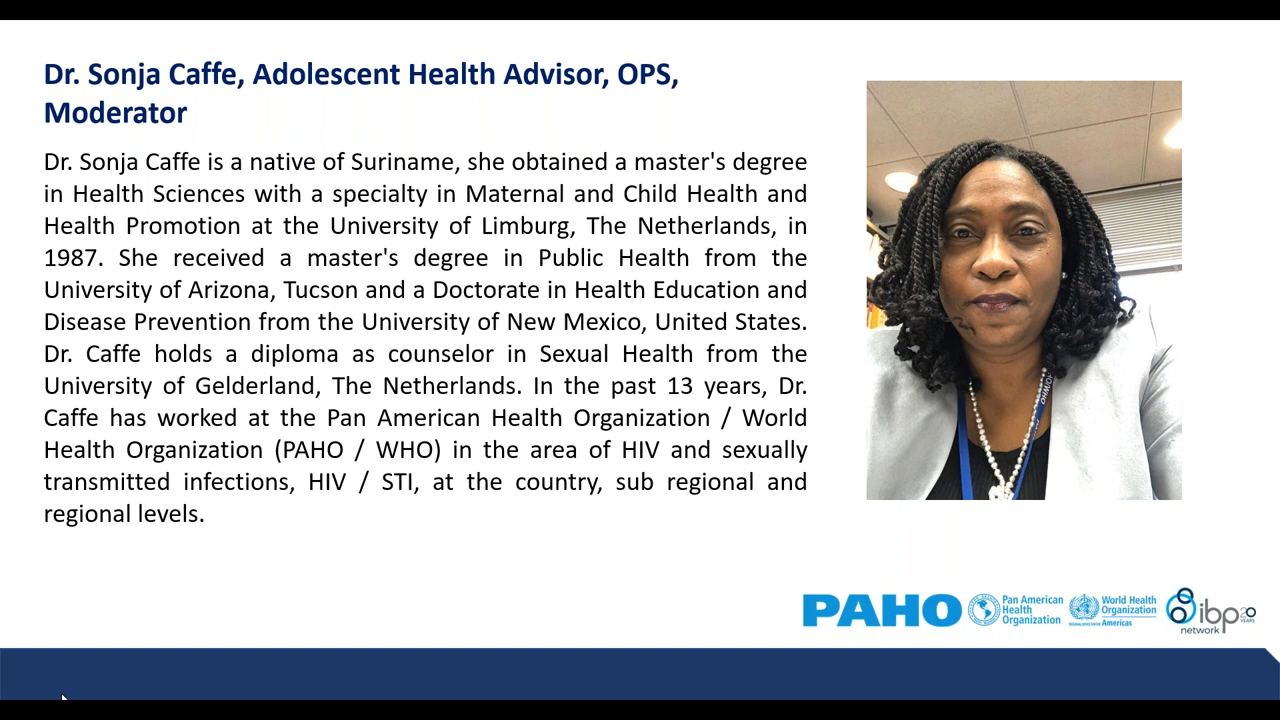 Dr. Sonja Caffe, Adolescent Health Advisor, OPS,
Moderator
Dr. Sonja Caffe is a native of Suriname, she obtained a master's degree
in Health Sciences with a specialty in Maternal and Child Health and
Health Promotion at the University of Limburg, The Netherlands, in
1987. She received a master's degree in Public Health from the
University of Arizona, Tucson and a Doctorate in Health Education and
Disease Prevention from the University of New Mexico, United States.
Dr. Caffe holds a diploma as counselor in Sexual Health from the
University of Gelderland, The Netherlands. In the past 13 years, Dr.
Caffe has worked at the Pan American Health Organization / World
Health Organization (PAHO / WHO) in the area of HIV and sexually
transmitted infections, HIV / STI, at the country, sub regional and
regional levels.
PAHO
Pan American
Health
Organization
World Health
Organization
Americas
ibp
network
20
YEARS